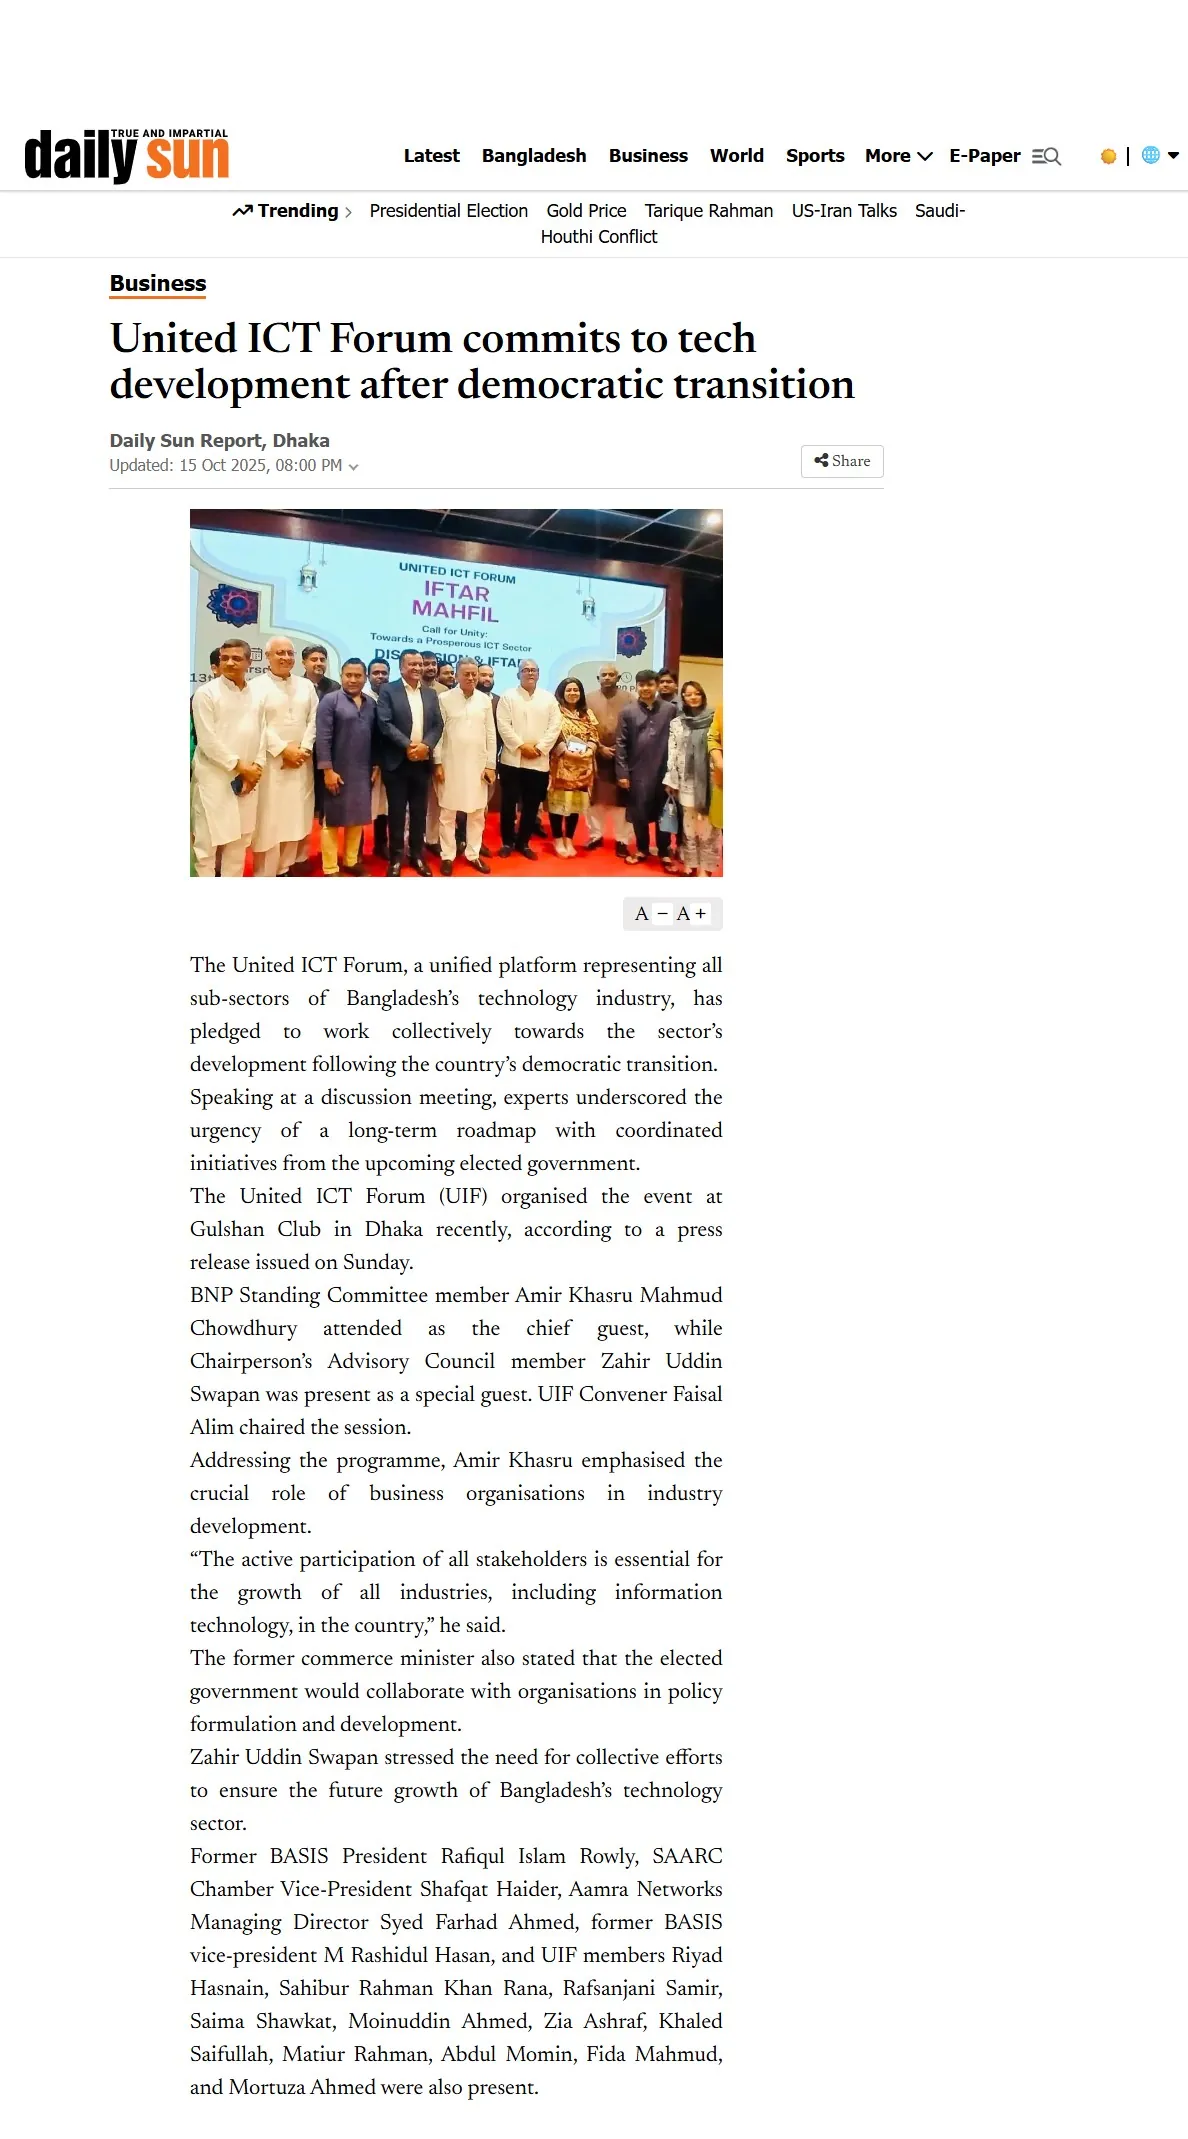 TRUE AND IMPARTIAL
daily sun
Latest Bangladesh Business World Sports More E-Paper
Trending Presidential Election Gold Price Tarique Rahman US-Iran Talks Saudi-
Houthi Conflict
Business
United ICT Forum commits to tech
development after democratic transition
Daily Sun Report, Dhaka
Updated: 15 Oct 2025, 08:00 PM
Share
UNITED ICT FORUM
IFTAR
MAHFIL
Call for Unity:
Towards a Prosperous ICT Sector
& IFTAR
13th
A − A +
The United ICT Forum, a unified platform representing all
sub-sectors of Bangladesh’s technology industry, has
pledged to work collectively towards the sector’s
development following the country’s democratic transition.
Speaking at a discussion meeting, experts underscored the
urgency of a long-term roadmap with coordinated
initiatives from the upcoming elected government.
The United ICT Forum (UIF) organised the event at
Gulshan Club in Dhaka recently, according to a press
release issued on Sunday.
BNP Standing Committee member Amir Khasru Mahmud
Chowdhury attended as the chief guest, while
Chairperson’s Advisory Council member Zahir Uddin
Swapan was present as a special guest. UIF Convener Faisal
Alim chaired the session.
Addressing the programme, Amir Khasru emphasised the
crucial role of business organisations in industry
development.
“The active participation of all stakeholders is essential for
the growth of all industries, including information
technology, in the country,” he said.
The former commerce minister also stated that the elected
government would collaborate with organisations in policy
formulation and development.
Zahir Uddin Swapan stressed the need for collective efforts
to ensure the future growth of Bangladesh’s technology
sector.
Former BASIS President Rafiqul Islam Rowly, SAARC
Chamber Vice-President Shafqat Haider, Aamra Networks
Managing Director Syed Farhad Ahmed, former BASIS
vice-president M Rashidul Hasan, and UIF members Riyad
Hasnain, Sahibur Rahman Khan Rana, Rafsanjani Samir,
Saima Shawkat, Moinuddin Ahmed, Zia Ashraf, Khaled
Saifullah, Matiur Rahman, Abdul Momin, Fida Mahmud,
and Mortuza Ahmed were also present.